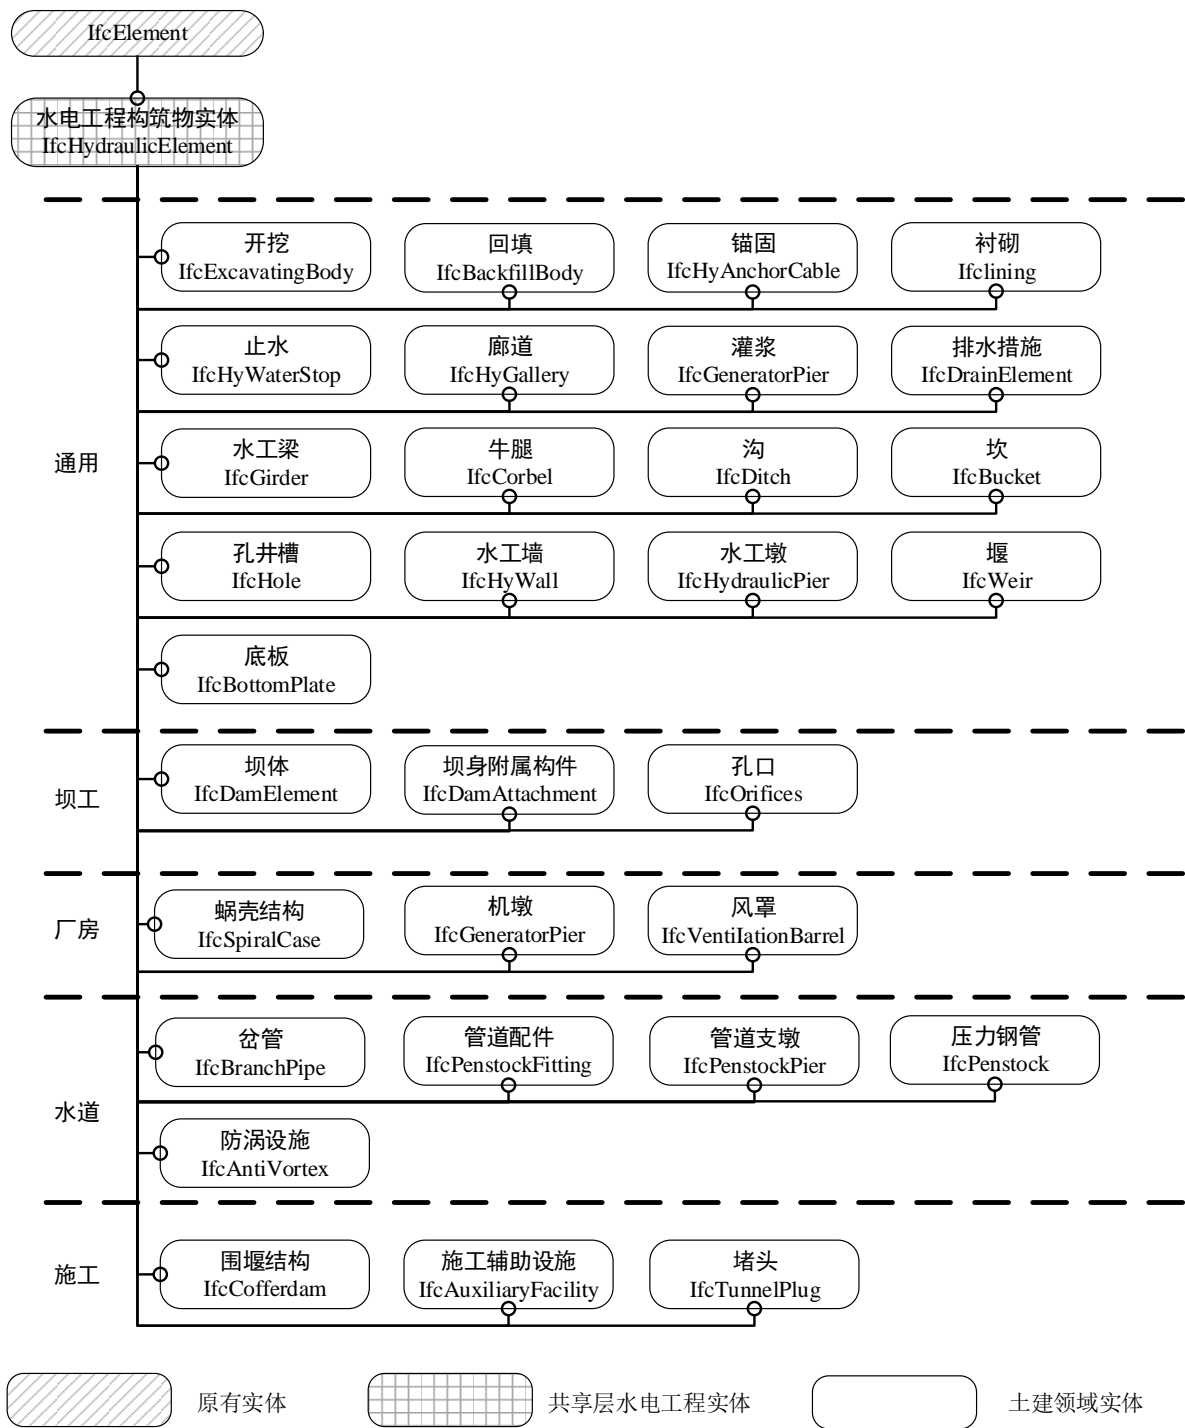 IfcElement
水电工程构筑物实体
IfcHydraulicElement
通用
开挖
IfcExcavatingBody
回填
IfcBackfillBody
锚固
IfcHyAnchorCable
衬砌
Ifclining
止水
IfcHyWaterStop
廊道
IfcHyGallery
灌浆
IfcGeneratorPier
排水措施
IfcDrainElement
水工梁
IfcGirder
牛腿
IfcCorbel
沟
IfcDitch
坎
IfcBucket
孔井槽
IfcHole
水工墙
IfcHyWall
水工墩
IfcHydraulicPier
堰
IfcWeir
底板
IfcBottomPlate
坝工
坝体
IfcDamElement
坝身附属构件
IfcDamAttachment
孔口
IfcOrifices
厂房
蜗壳结构
IfcSpiralCase
机墩
IfcGeneratorPier
风罩
IfcVentiIationBarrel
水道
岔管
IfcBranchPipe
管道配件
IfcPenstockFitting
管道支墩
IfcPenstockPier
压力钢管
IfcPenstock
防涡设施
IfcAntiVortex
施工
围堰结构
IfcCofferdam
施工辅助设施
IfcAuxiliaryFacility
堵头
IfcTunnelPlug
原有实体
共享层水电工程实体
土建领域实体